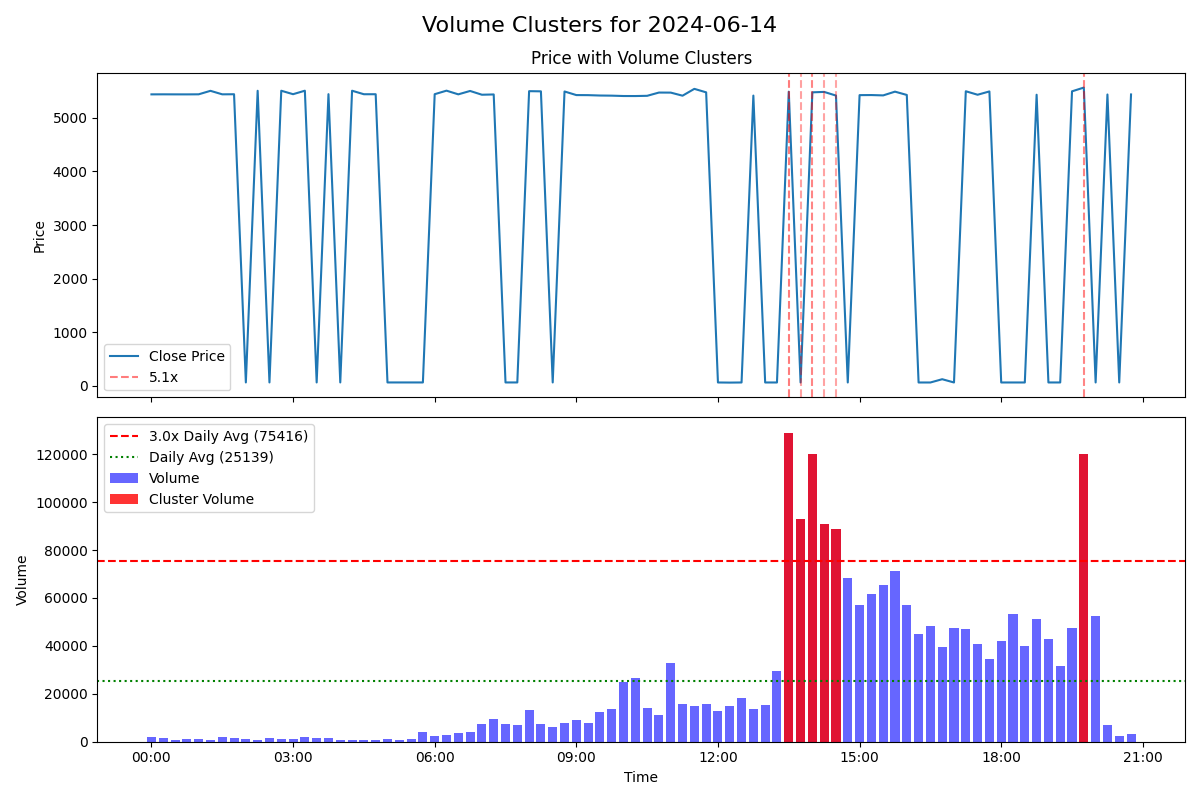 Volume Clusters for 2024-06-14
Price with Volume Clusters
5000
4000
3000
2000
1000
0
Price
Close Price
5.1x
120000
100000
80000
60000
40000
20000
0
Volume
3.0x Daily Avg (75416)
Daily Avg (25139)
Volume
Cluster Volume
00:00
03:00
06:00
09:00
12:00
15:00
18:00
21:00
Time